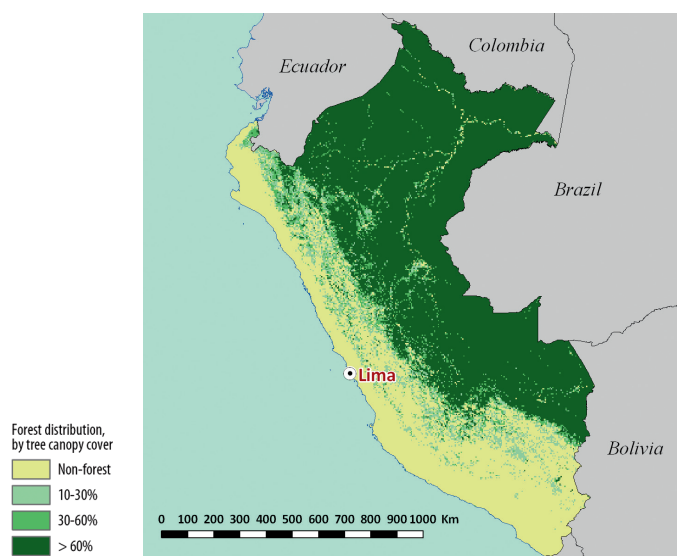 Colombia
Ecuador
Brazil
Lima
Forest distribution,
by tree canopy cover
Non-forest
10-30%
30-60%
> 60%
Bolivia
0 100 200 300 400 500 600 700 800 900 1000 Km